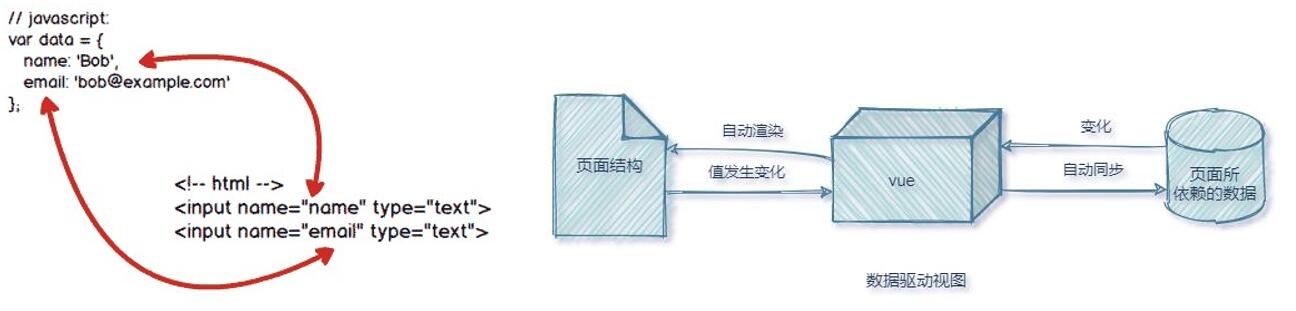 // javascript:
var data = {
name: 'Bob',
email: 'bob@example.com'
};
<!-- html -->
<input name="name" type="text">
<input name="email" type="text">
页面结构
自动渲染
值发生变化
vue
变化
自动同步
页面所
依赖的数据
数据驱动视图